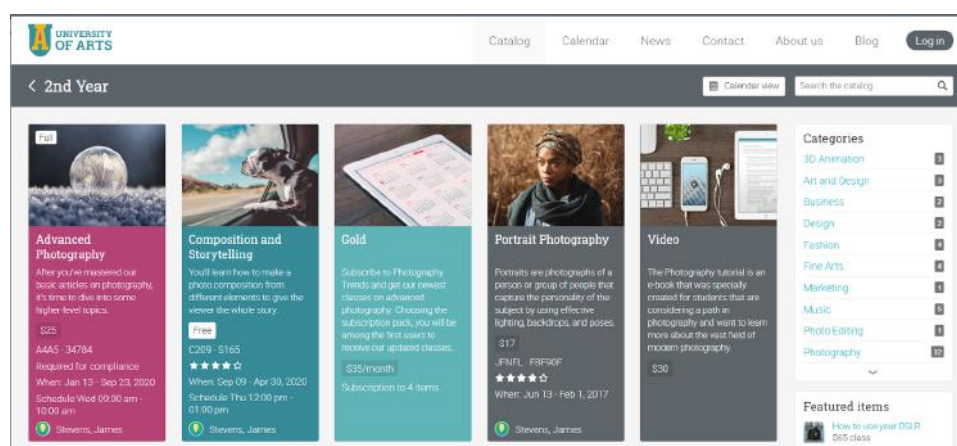 UNIVERSITY
OF ARTS
Catalog
Calendar
News
Contact
About us
Blog
Log in
2nd Year
Calendar view
Search the catalog
Full
Advanced
Photography
After you've mastered our
basic articles on photography,
it's time to dive into some
higher-level topics.
$25
A4A5 · 34784
Required for compliance
When: Jan 13 - Sep 23, 2020
Schedule Wed 09:00 am -
10:00 am
Stevens, James
Composition and
Storytelling
You'll learn how to make a
photo composition from
different elements to give the
viewer the whole story.
Free
C209 · S165
When: Sep 09 - Apr 30, 2020
Schedule Thu 12:00 pm -
01:00 pm
Stevens, James
Gold
Subscribe to Photography
Trends and get our newest
classes on advanced
photography. Choosing the
subscription pack, you will be
among the first users to
receive our updated classes.
$35/month
Subscription to 4 items
Portrait Photography
Portraits are photographs of a
person or group of people that
capture the personality of the
subject by using effective
lighting, backdrops, and poses.
$17
JFNFL · F8F90F
When: Jun 13 - Feb 1, 2017
Stevens, James
Video
The Photography tutorial is an
e-book that was specially
created for students that are
considering a path in
photography and want to learn
more about the vast field of
modern photography.
$30
Categories
3D Animation 3
Art and Design 3
Business 2
Design 2
Fashion 4
Fine Arts 4
Marketing 1
Music 5
Photo Editing 1
Photography 12
Featured items
How to use your DSLR
$65 class